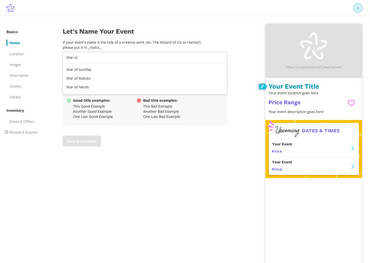 Basics
Name
Location
Images
Description
Guests
Details
Inventory
Dates & Offers
Review & Submit
Let's Name Your Event
If your event's name is the title of a creative work (ex: The Wizard of Oz or Hamlet)
please put it in _italics_
War o|
War of Gorillas
War of Robots
War of Nerds
Good title examples:
This Good Example
Another Good Example
One Last Good Example
Bad title examples:
This Bad Example
Another Bad Example
One Last Bad Example
Save & Continue
Your Event Title
Your event location goes here
Price Range
Your event description goes here
Upcoming DATES & TIMES
Your Event
Price
Your Event
Price